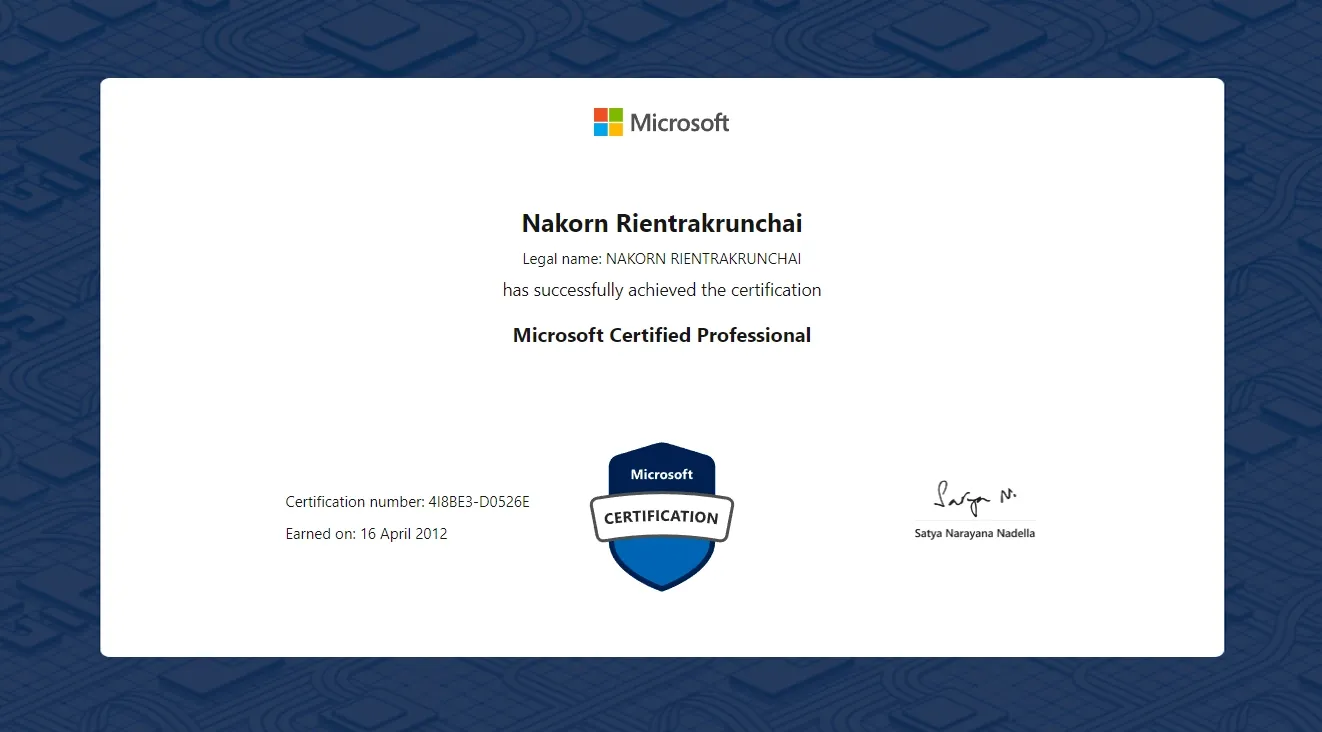 Microsoft
Nakorn Rientrakrunchai
Legal name: NAKORN RIENTRAKRUNCHAI
has successfully achieved the certification
Microsoft Certified Professional
Certification number: 4I8BE3-D0526E
Earned on: 16 April 2012
Microsoft
CERTIFICATION
Satya N.
Satya Narayana Nadella